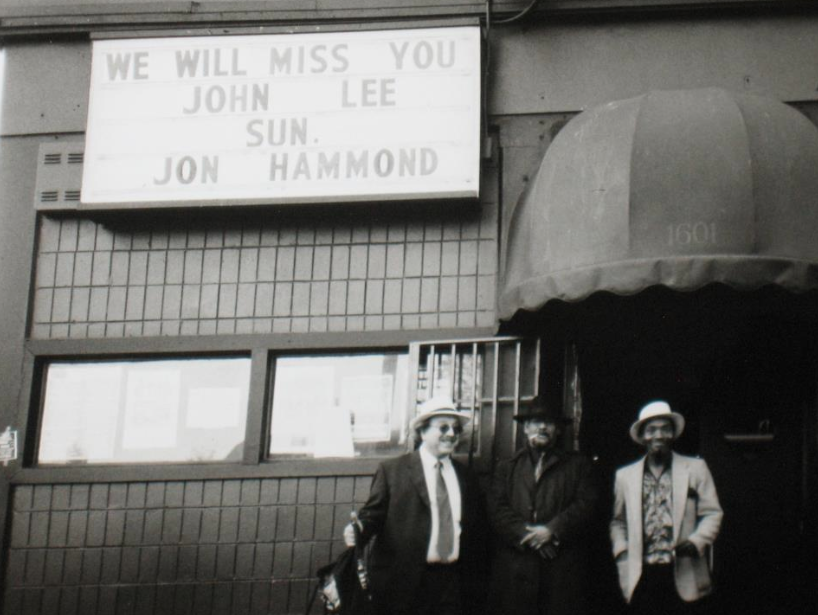 WE WILL MISS YOU
JOHN LEE
SUN.
JON HAMMOND
1601